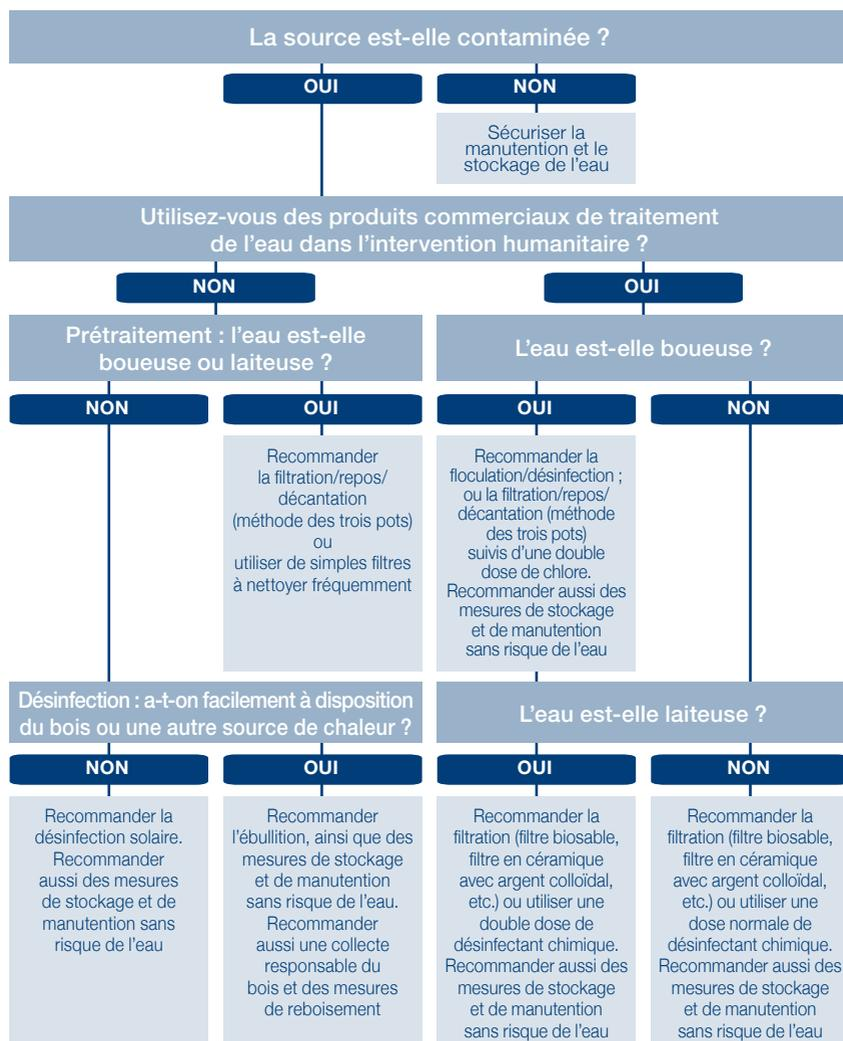 La source est-elle contaminée ?
OUI
NON
Sécuriser la
manutention et le
stockage de l'eau
Utilisez-vous des produits commerciaux de traitement
de l'eau dans l'intervention humanitaire ?
NON
OUI
Prétraitement : l'eau est-elle
boueuse ou laiteuse ?
L'eau est-elle boueuse ?
NON
OUI
OUI
NON
Recommander
la filtration/repos/
décantation
(méthode des trois pots)
ou
utiliser de simples filtres
à nettoyer fréquemment
Recommander la
floculation/désinfection ;
ou la filtration/repos/
décantation (méthode
des trois pots)
suivis d'une double
dose de chlore.
Recommander aussi des
mesures de stockage
et de manutention
sans risque de l'eau
Désinfection : a-t-on facilement à disposition
du bois ou une autre source de chaleur ?
L'eau est-elle laiteuse ?
NON
OUI
OUI
NON
Recommander la
désinfection solaire.
Recommander
aussi des mesures
de stockage et de
manutention sans
risque de l'eau
Recommander
l'ébullition, ainsi que des
mesures de stockage
et de manutention
sans risque de l'eau.
Recommander
aussi une collecte
responsable du
bois et des mesures
de reboisement
Recommander la
filtration (filtre biosable,
filtre en céramique
avec argent colloïdal,
etc.) ou utiliser une
double dose de
désinfectant chimique.
Recommander aussi des
mesures de stockage
et de manutention
sans risque de l'eau
Recommander la
filtration (filtre biosable,
filtre en céramique
avec argent colloïdal,
etc.) ou utiliser une
dose normale de
désinfectant chimique.
Recommander aussi des
mesures de stockage
et de manutention
sans risque de l'eau